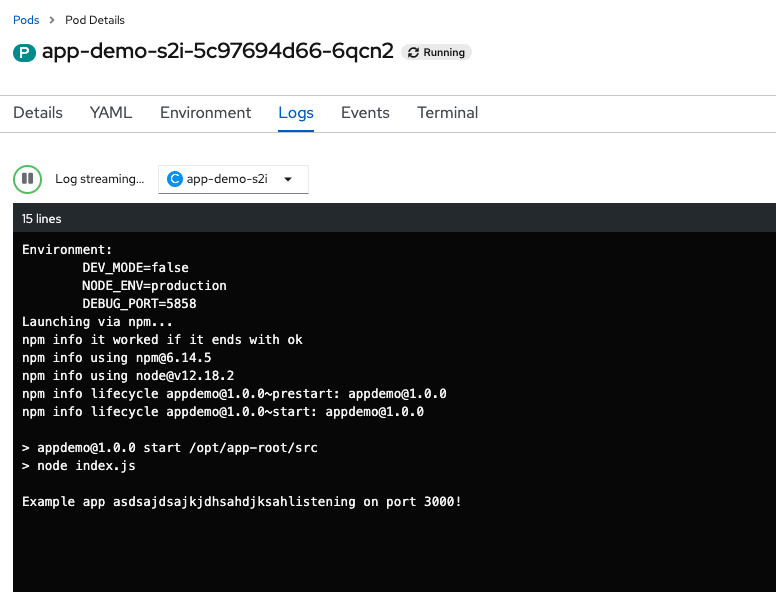 Pods > Pod Details
P app-demo-s2i-5c97694d66-6qcn2 Running
Details YAML Environment Logs Events Terminal
Log streaming... C app-demo-s2i
15 lines
Environment:
DEV_MODE=false
NODE_ENV=production
DEBUG_PORT=5858
Launching via npm...
npm info it worked if it ends with ok
npm info using npm@6.14.5
npm info using node@v12.18.2
npm info lifecycle appdemo@1.0.0~prestart: appdemo@1.0.0
npm info lifecycle appdemo@1.0.0~start: appdemo@1.0.0
> appdemo@1.0.0 start /opt/app-root/src
> node index.js
Example app asdsajdsajkjdhsahdjksahlistening on port 3000!